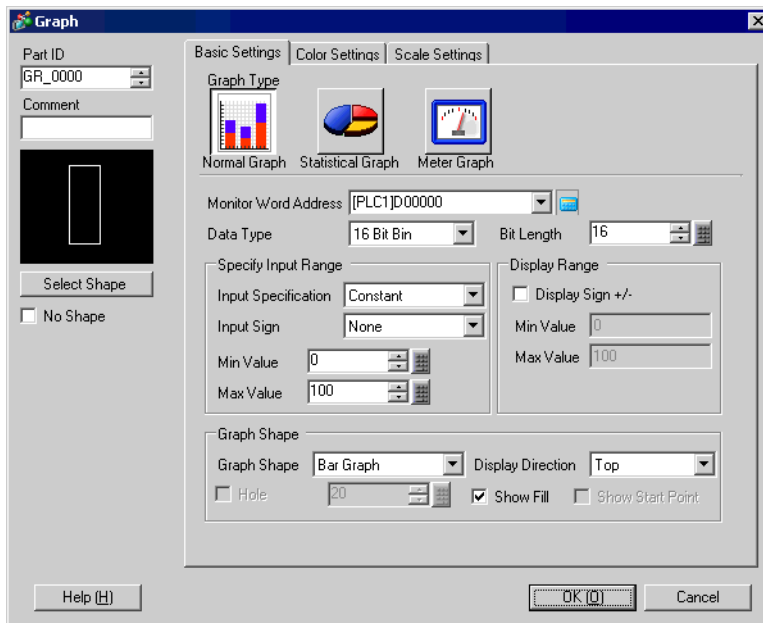 Graph
Part ID
GR_0000
Comment
Select Shape
No Shape
Basic Settings Color Settings Scale Settings
Graph Type
Normal Graph Statistical Graph Meter Graph
Monitor Word Address [PLC1]D00000
Data Type 16 Bit Bin Bit Length 16
Specify Input Range
Input Specification Constant
Input Sign None
Min Value 0
Max Value 100
Display Range
Display Sign +/-
Min Value 0
Max Value 100
Graph Shape
Graph Shape Bar Graph Display Direction Top
Hole 20 Show Fill Show Start Point
Help (H) OK (O) Cancel